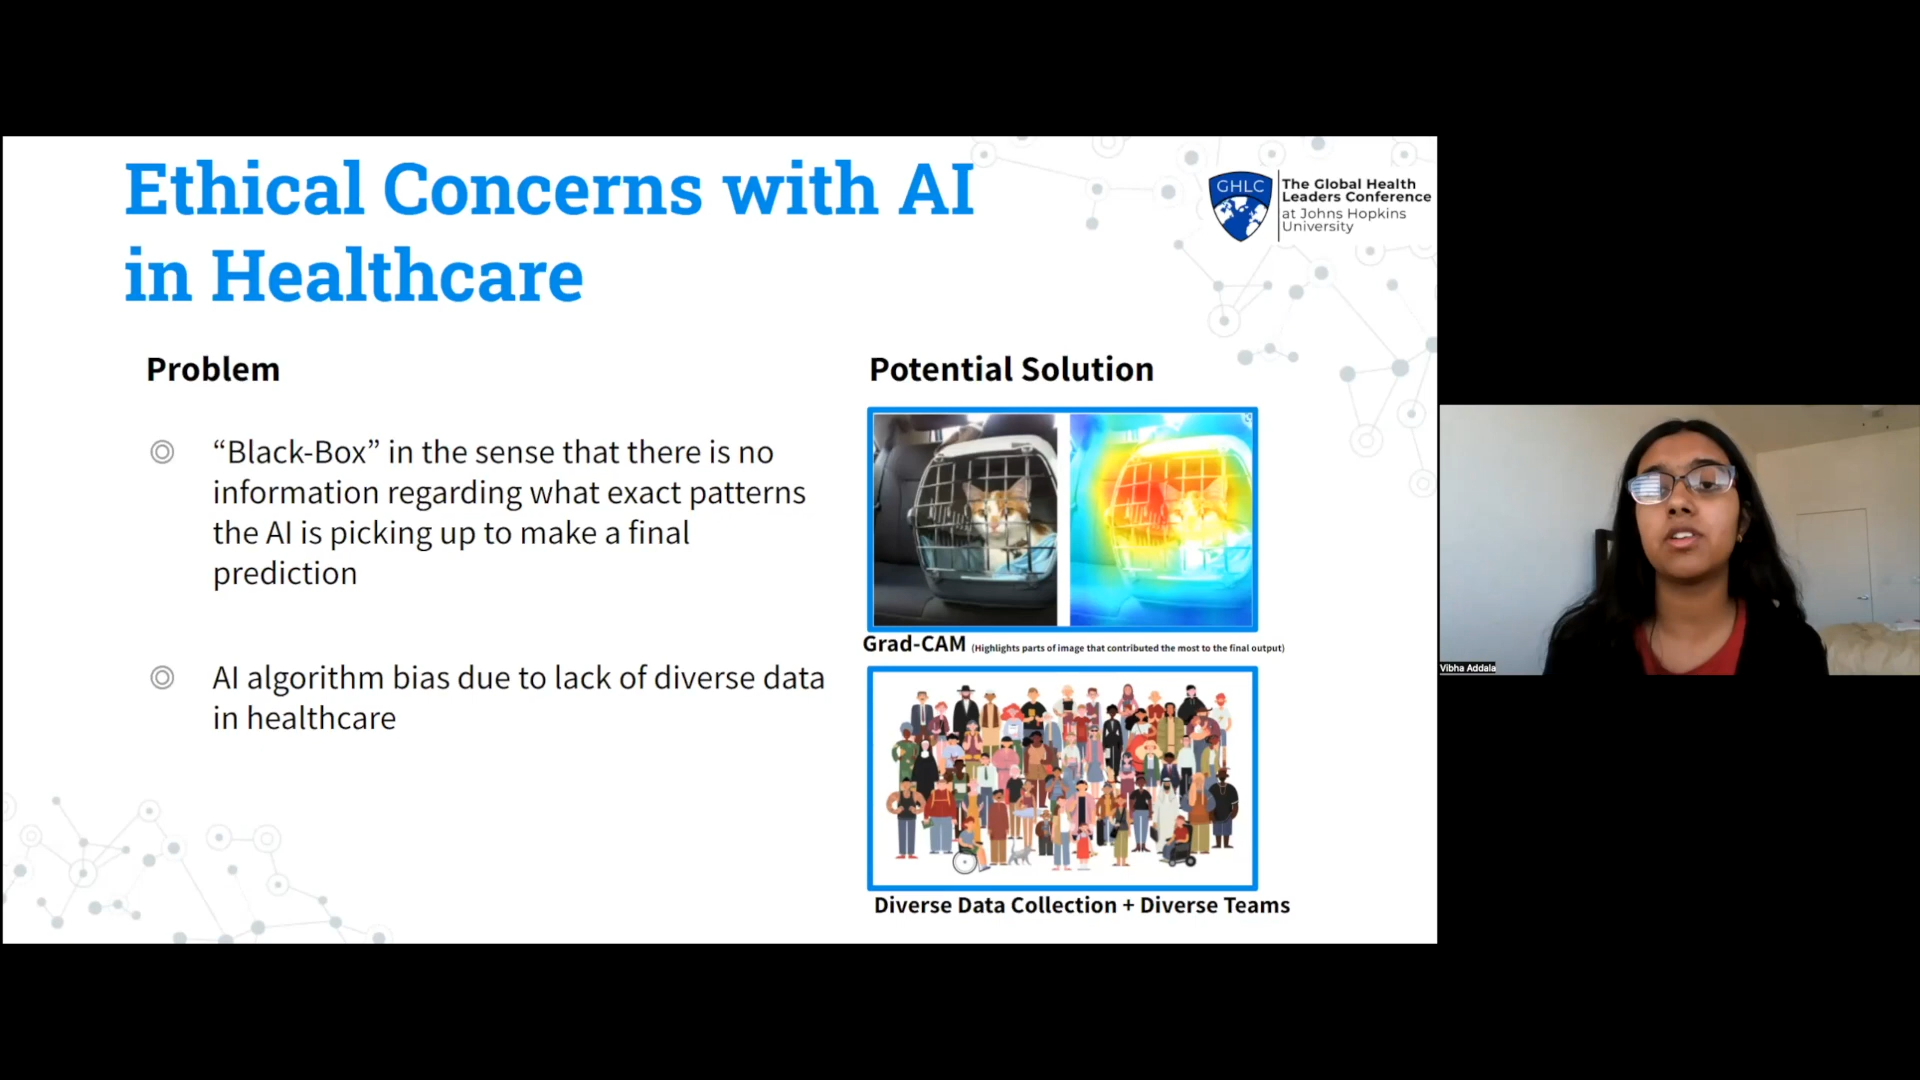 Ethical Concerns with AI
in Healthcare
GHLC
The Global Health
Leaders Conference
at Johns Hopkins
University
Problem
“Black-Box” in the sense that there is no
information regarding what exact patterns
the AI is picking up to make a final
prediction
AI algorithm bias due to lack of diverse data
in healthcare
Potential Solution
Grad-CAM (Highlights parts of image that contributed the most to the final output)
Diverse Data Collection + Diverse Teams
Vibha Addala